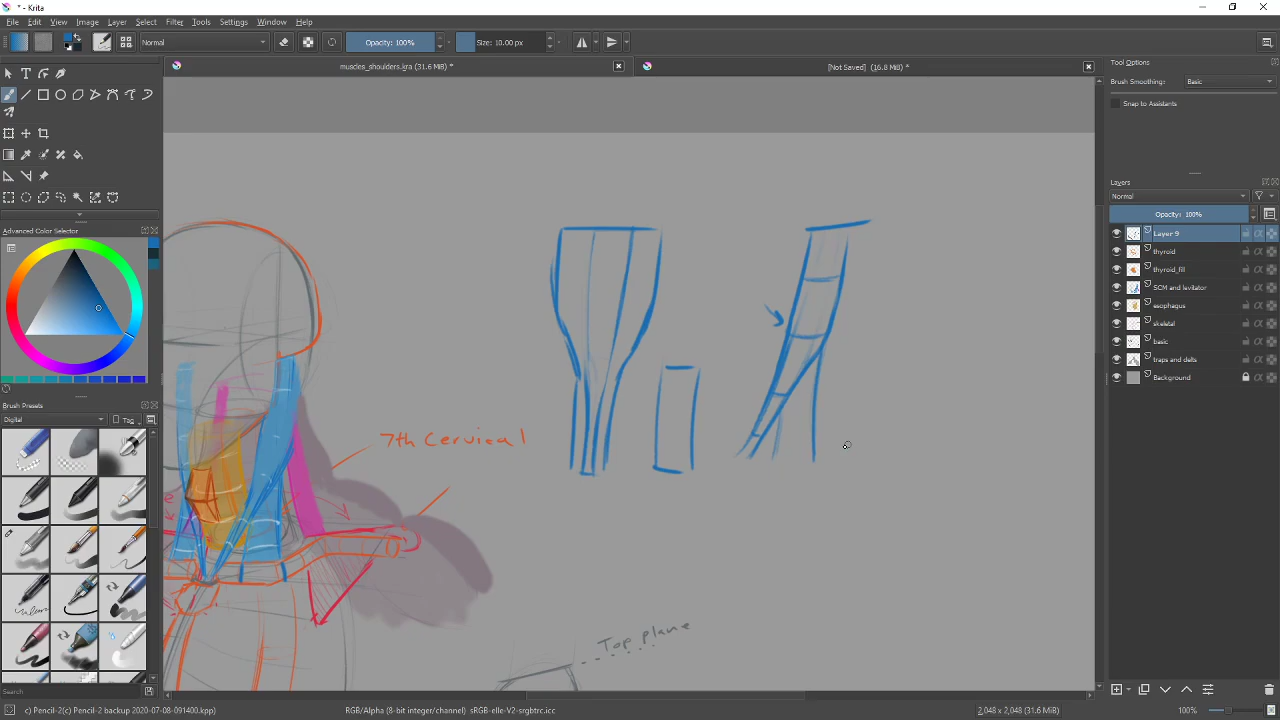 * - Krita
File Edit View Image Layer Select Filter Tools Settings Window Help
Normal Opacity: 100% Size: 10.00 px
muscles_shoulders.kra (31.6 MiB) *
[Not Saved] (16.8 MiB) *
Tool Options
Brush Smoothing: Basic
Snap to Assistants
Layers
Normal
Opacity: 100%
Layer 9
thyroid
thyroid_fill
SCM and levitator
esophagus
skeletal
basic
traps and delts
Background
Advanced Color Selector
Brush Presets
Digital
Tag
Search
7th Cervical
Top plane
c) Pencil-2(c) Pencil-2 backup 2020-07-08-091400.kpp)
RGB/Alpha (8-bit integer/channel) sRGB-elle-V2-srgbtrc.icc
2,048 x 2,048 (31.6 MiB)
100%